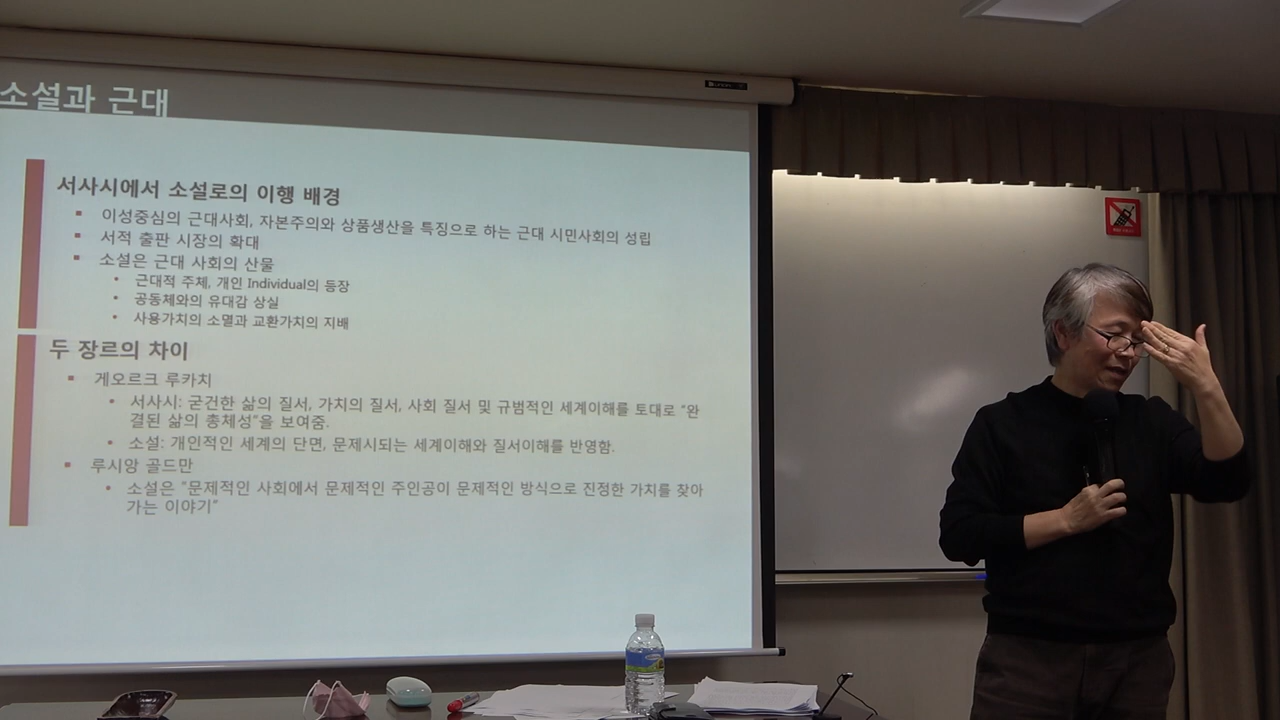 소설과 근대
서사시에서 소설로의 이행 배경
이성중심의 근대사회, 자본주의와 상품생산을 특징으로 하는 근대 시민사회의 성립
서적 출판 시장의 확대
소설은 근대 사회의 산물
근대적 주체, 개인 Individual의 등장
공동체와의 유대감 상실
사용가치의 소멸과 교환가치의 지배
두 장르의 차이
게오르크 루카치
서사시: 굳건한 삶의 질서, 가치의 질서, 사회 질서 및 규범적인 세계이해를 토대로 “완
결된 삶의 총체성”을 보여줌.
소설: 개인적인 세계의 단면, 문제시되는 세계이해와 질서이해를 반영함.
루시앙 골드만
소설은 “문제적인 사회에서 문제적인 주인공이 문제적인 방식으로 진정한 가치를 찾아
가는 이야기”